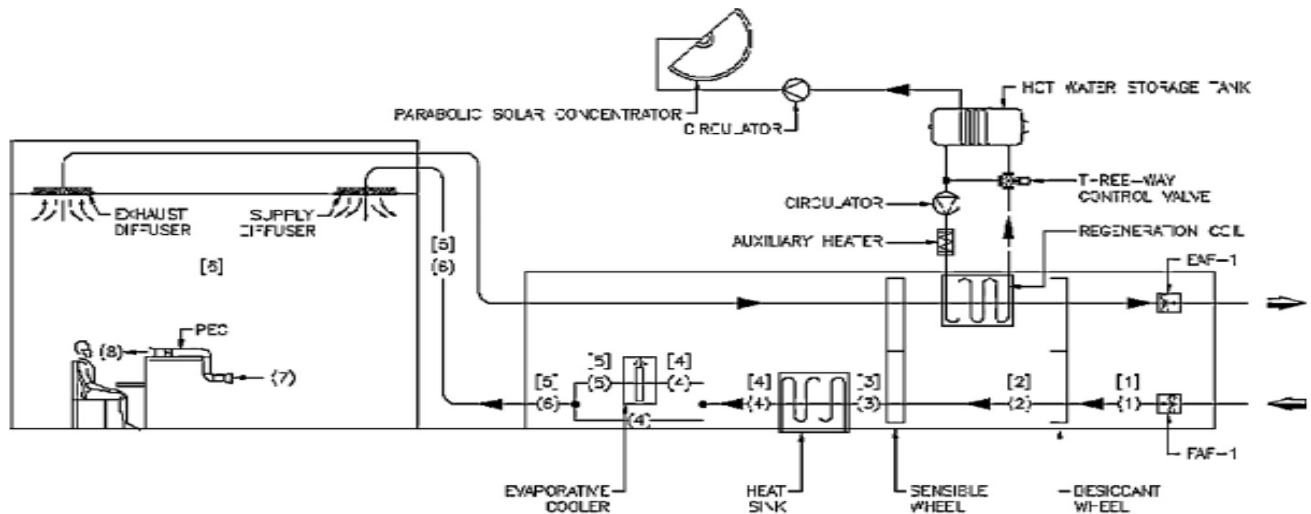 HOT WATER STORAGE TANK
PARABOLIC SOLAR CONCENTRATOR
CIRCULATOR
THREE-WAY
CONTROL VALVE
CIRCULATOR
EXHAUST
DIFFUSER
SUPPLY
DIFFUSER
AUXILIARY HEATER
REGENERATION COIL
[5]
(6)
[6]
EAF-1
PEC
(8)
(7)
[5]
(6)
[5]
(5)
[4]
(4)
(4)
[4]
(4)
[3]
(3)
[2]
(2)
[1]
(1)
FAF-1
EVAPORATIVE
COOLER
HEAT
SINK
SENSIBLE
WHEEL
DESICCANT
WHEEL